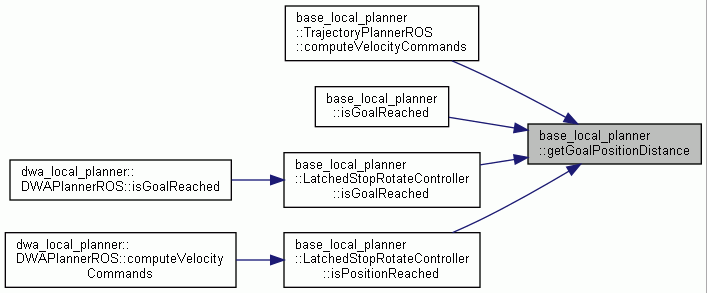 base_local_planner
::TrajectoryPlannerROS
::computeVelocityCommands
base_local_planner
::isGoalReached
base_local_planner
::getGoalPositionDistance
dwa_local_planner::
DWAPlannerROS::isGoalReached
base_local_planner
::LatchedStopRotateController
::isGoalReached
dwa_local_planner::
DWAPlannerROS::computeVelocity
Commands
base_local_planner
::LatchedStopRotateController
::isPositionReached